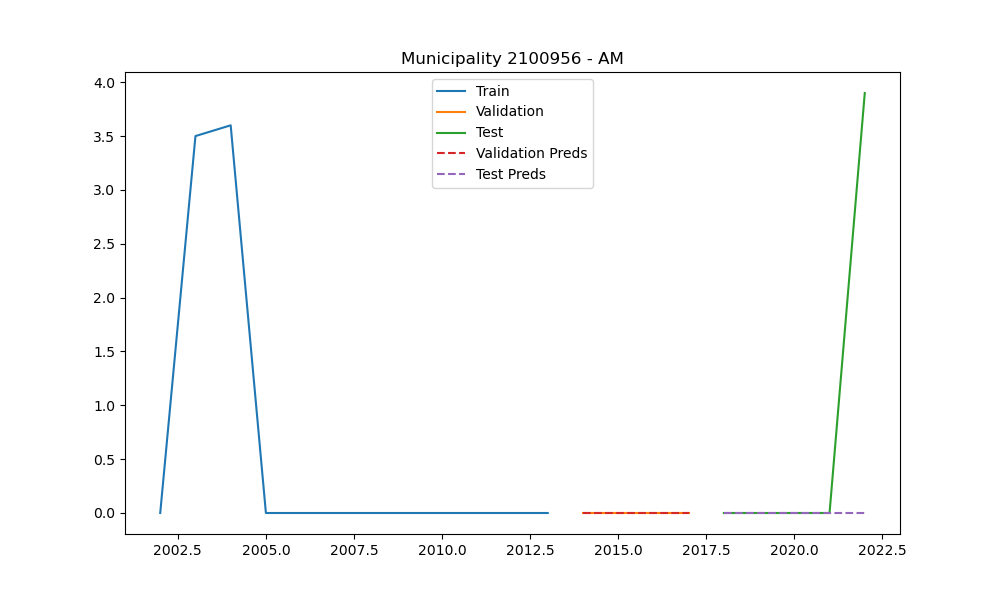 Municipality 2100956 - AM
Train
Validation
Test
Validation Preds
Test Preds
4.0
3.5
3.0
2.5
2.0
1.5
1.0
0.5
0.0
2002.5 2005.0 2007.5 2010.0 2012.5 2015.0 2017.5 2020.0 2022.5